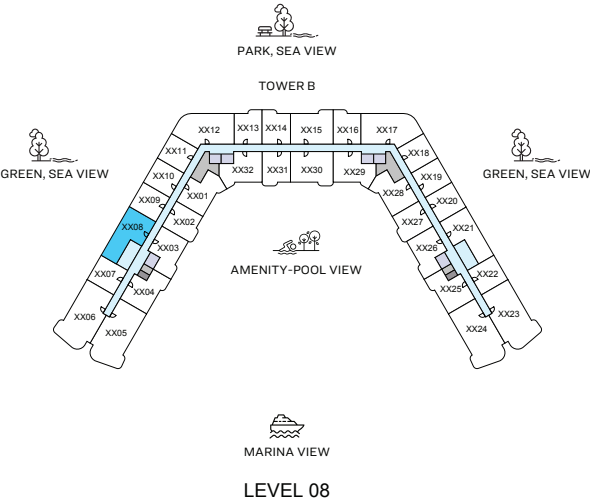 PARK, SEA VIEW
TOWER B
XX12 XX13 XX14 XX15 XX16 XX17
XX11 XX18
XX32 XX31 XX30 XX29
GREEN, SEA VIEW
GREEN, SEA VIEW
XX10 XX19
XX01 XX28
XX09 XX20
XX02 XX27
XX08 XX21
XX03 XX26
AMENITY-POOL VIEW
XX07 XX22
XX04 XX25
XX06 XX23
XX05 XX24
MARINA VIEW
LEVEL 08